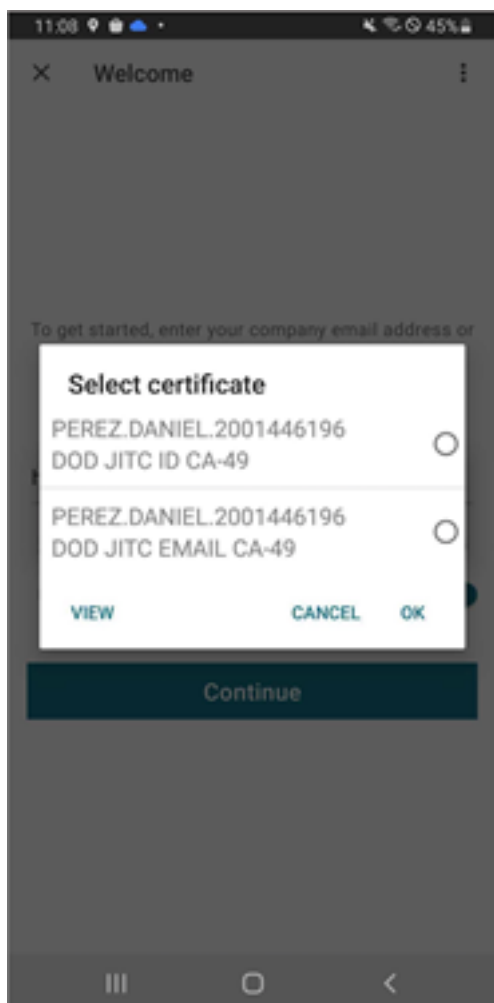 11:08 45%
Welcome
To get started, enter your company email address or
Select certificate
PEREZ.DANIEL.2001446196
DOD JITC ID CA-49
PEREZ.DANIEL.2001446196
DOD JITC EMAIL CA-49
VIEW CANCEL OK
Continue